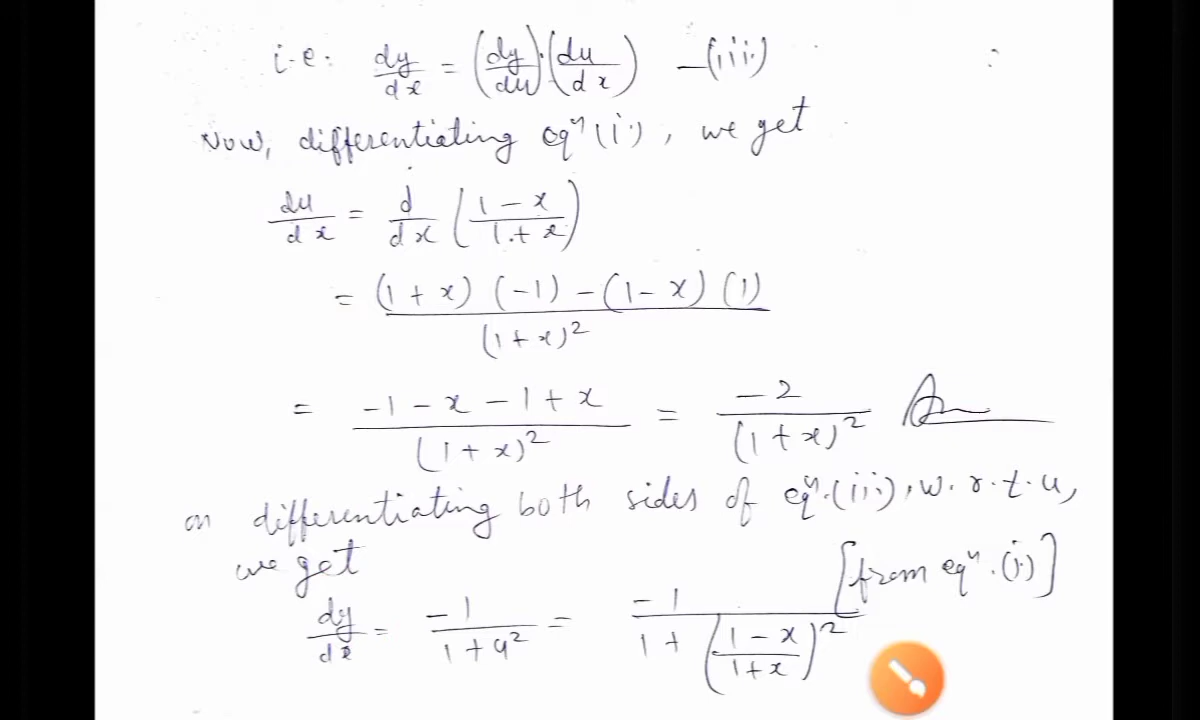 i.e. dy/dx = (dy/du).(du/dx) —(iii.)
Now, differentiating eqn (i.), we get
du/dx = d/dx (1 - x / 1 + x)
= (1 + x) (-1) - (1 - x) (1) / (1 + x)²
= -1 - x - 1 + x / (1 + x)² = -2 / (1 + x)² Ans
on differentiating both sides of eqn. (ii.), w.r.t. u,
we get
dy/dx = -1 / 1 + u² = -1 / 1 + (1 - x / 1 + x)² [from eqn. (i.)]